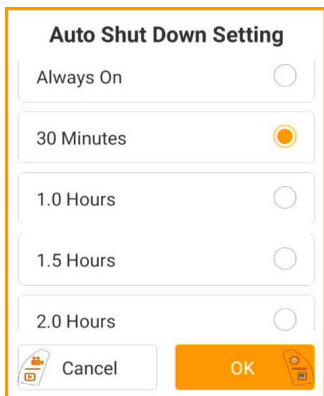 Auto Shut Down Setting
Always On
30 Minutes
1.0 Hours
1.5 Hours
2.0 Hours
Cancel
OK